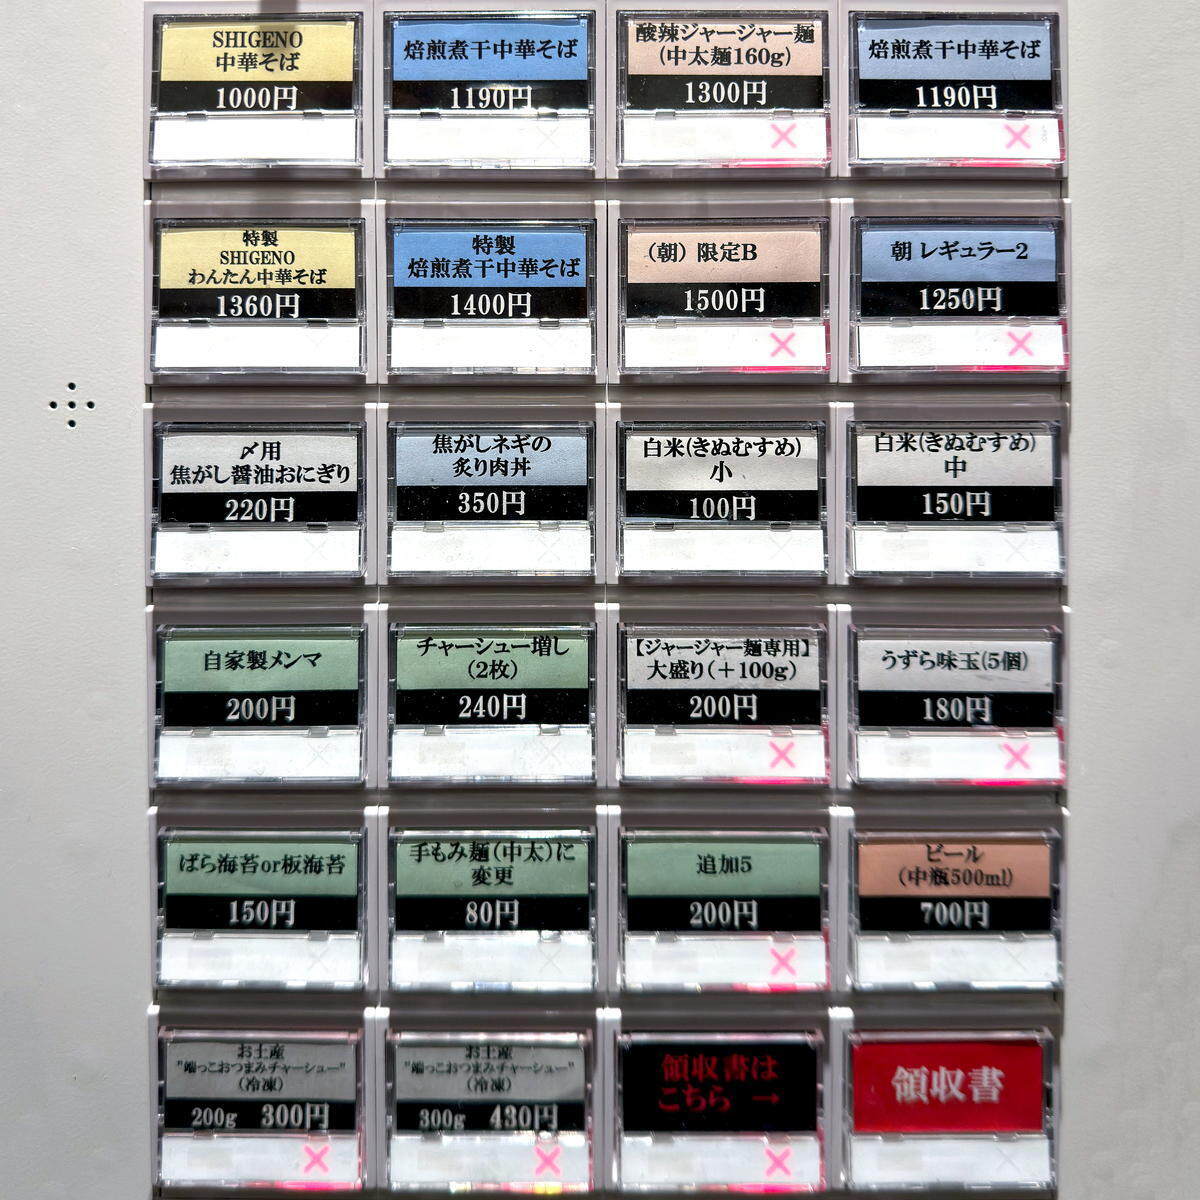 SHIGENO
中華そば
1000円
焙煎煮干中華そば
1190円
酸辣ジャージャー麺
(中太麺160g)
1300円
焙煎煮干中華そば
1190円
特製
SHIGENO
わんたん中華そば
1360円
特製
焙煎煮干中華そば
1400円
（朝）限定B
1500円
朝 レギュラー2
1250円
〆用
焦がし醤油おにぎり
220円
焦がしネギの
炙り肉丼
350円
白米(きぬむすめ)
小
100円
白米(きぬむすめ)
中
150円
自家製メンマ
200円
チャーシュー増し
(2枚)
240円
【ジャージャー麺専用】
大盛り(＋100g)
200円
うずら味玉(5個)
180円
ばら海苔or板海苔
150円
手もみ麺(中太)に
変更
80円
追加5
200円
ビール
(中瓶500ml)
700円
お土産
"端っこおつまみチャーシュー"
(冷凍)
200g 300円
お土産
"端っこおつまみチャーシュー"
(冷凍)
300g 430円
領収書は
こちら →
領収書